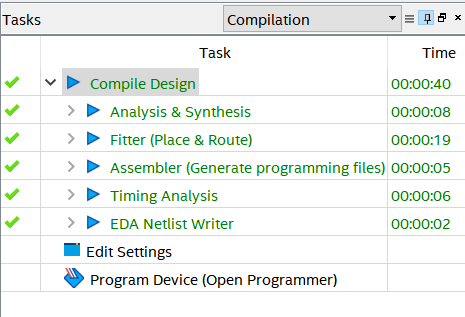 Tasks Compilation
Task Time
Compile Design 00:00:40
Analysis & Synthesis 00:00:08
Fitter (Place & Route) 00:00:19
Assembler (Generate programming files) 00:00:05
Timing Analysis 00:00:06
EDA Netlist Writer 00:00:02
Edit Settings
Program Device (Open Programmer)